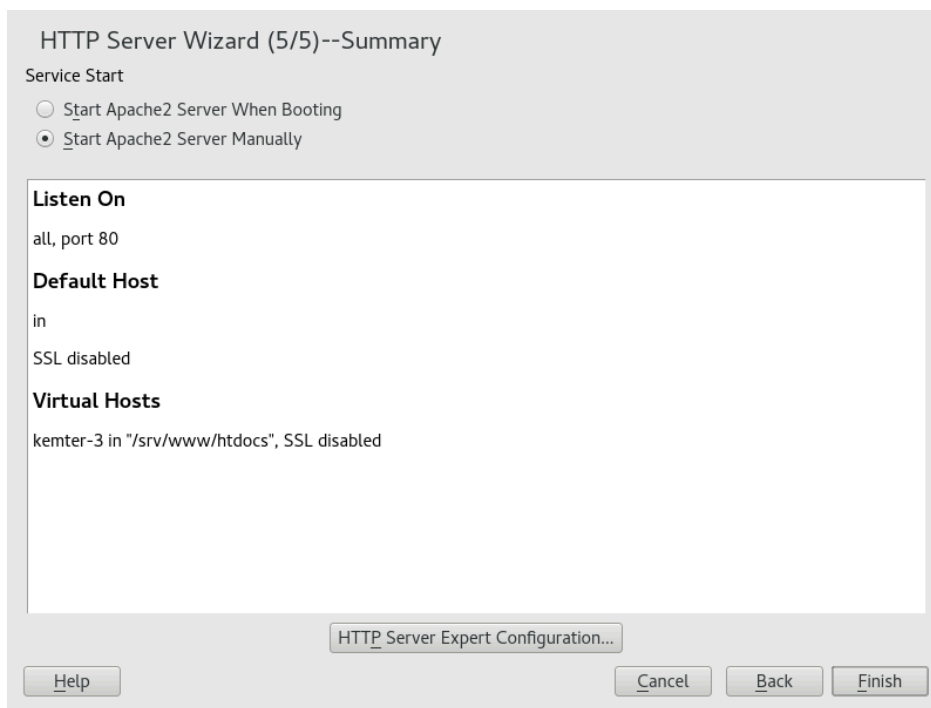 HTTP Server Wizard (5/5)--Summary
Service Start
Start Apache2 Server When Booting
Start Apache2 Server Manually
Listen On
all, port 80
Default Host
in
SSL disabled
Virtual Hosts
kemter-3 in "/srv/www/htdocs", SSL disabled
HTTP Server Expert Configuration...
Help
Cancel
Back
Finish